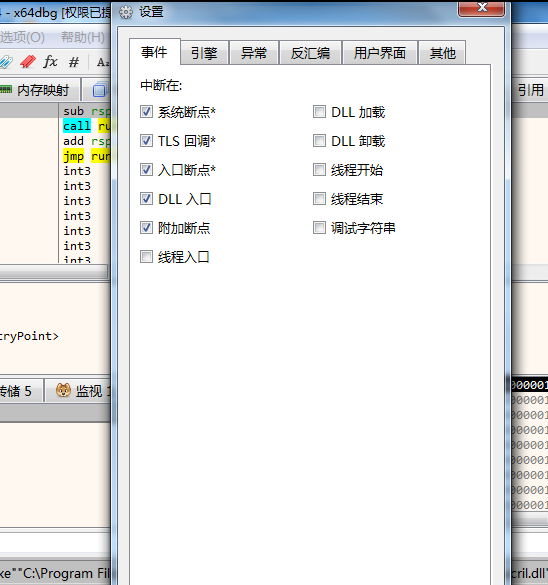 4 - x64dbg [权限已提
设置
选项(O) 帮助(H)
fx #
内存映射
引用
事件 引擎 异常 反汇编 用户界面 其他
中断在:
系统断点* DLL 加载
TLS 回调* DLL 卸载
入口断点* 线程开始
DLL 入口 线程结束
附加断点 调试字符串
线程入口
sub rsp
call ru
add rsp
jmp run
int3
int3
int3
int3
int3
int3
int3
tryPoint>
转储 5 监视 1
000001
000001
000001
000001
000001
000001
000001
000001
xe""C:\Program Fil
cril.dll"